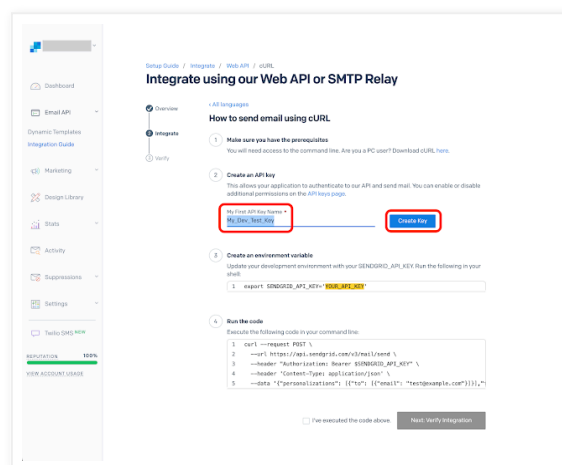 Setup Guide / Integrate / Web API / cURL
Integrate using our Web API or SMTP Relay
Dashboard
Email API
Dynamic Templates
Integration Guide
Marketing
Design Library
Stats
Activity
Suppressions
Settings
Twilio SMS NEW
REPUTATION 100%
VIEW ACCOUNT USAGE
Overview
2 Integrate
3 Verify
‹ All languages
How to send email using cURL
1 Make sure you have the prerequisites
You will need access to the command line. Are you a PC user? Download cURL here.
2 Create an API key
This allows your application to authenticate to our API and send mail. You can enable or disable
additional permissions on the API keys page.
My First API Key Name *
My_Dev_Test_Key
Create Key
3 Create an environment variable
Update your development environment with your SENDGRID_API_KEY. Run the following in your
shell.
1 export SENDGRID_API_KEY='YOUR_API_KEY'
4 Run the code
Execute the following code in your command line:
1 curl --request POST \
2 --url https://api.sendgrid.com/v3/mail/send \
3 --header "Authorization: Bearer $SENDGRID_API_KEY" \
4 --header 'Content-Type: application/json' \
5 --data '{"personalizations": [{"to": [{"email": "test@example.com"}]}],"
I've executed the code above.
Next: Verify Integration